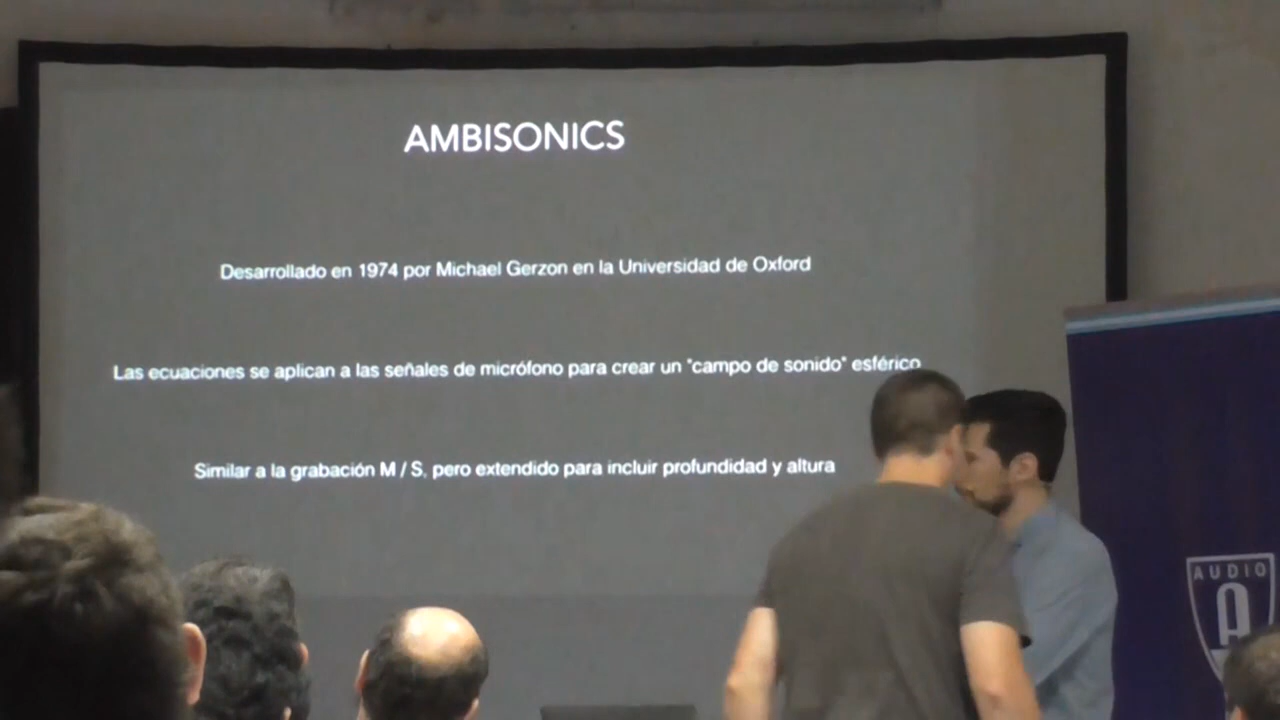 AMBISONICS
Desarrollado en 1974 por Michael Gerzon en la Universidad de Oxford
Las ecuaciones se aplican a las señales de micrófono para crear un "campo de sonido" esférico
Similar a la grabación M / S, pero extendido para incluir profundidad y altura
AUDIO
A